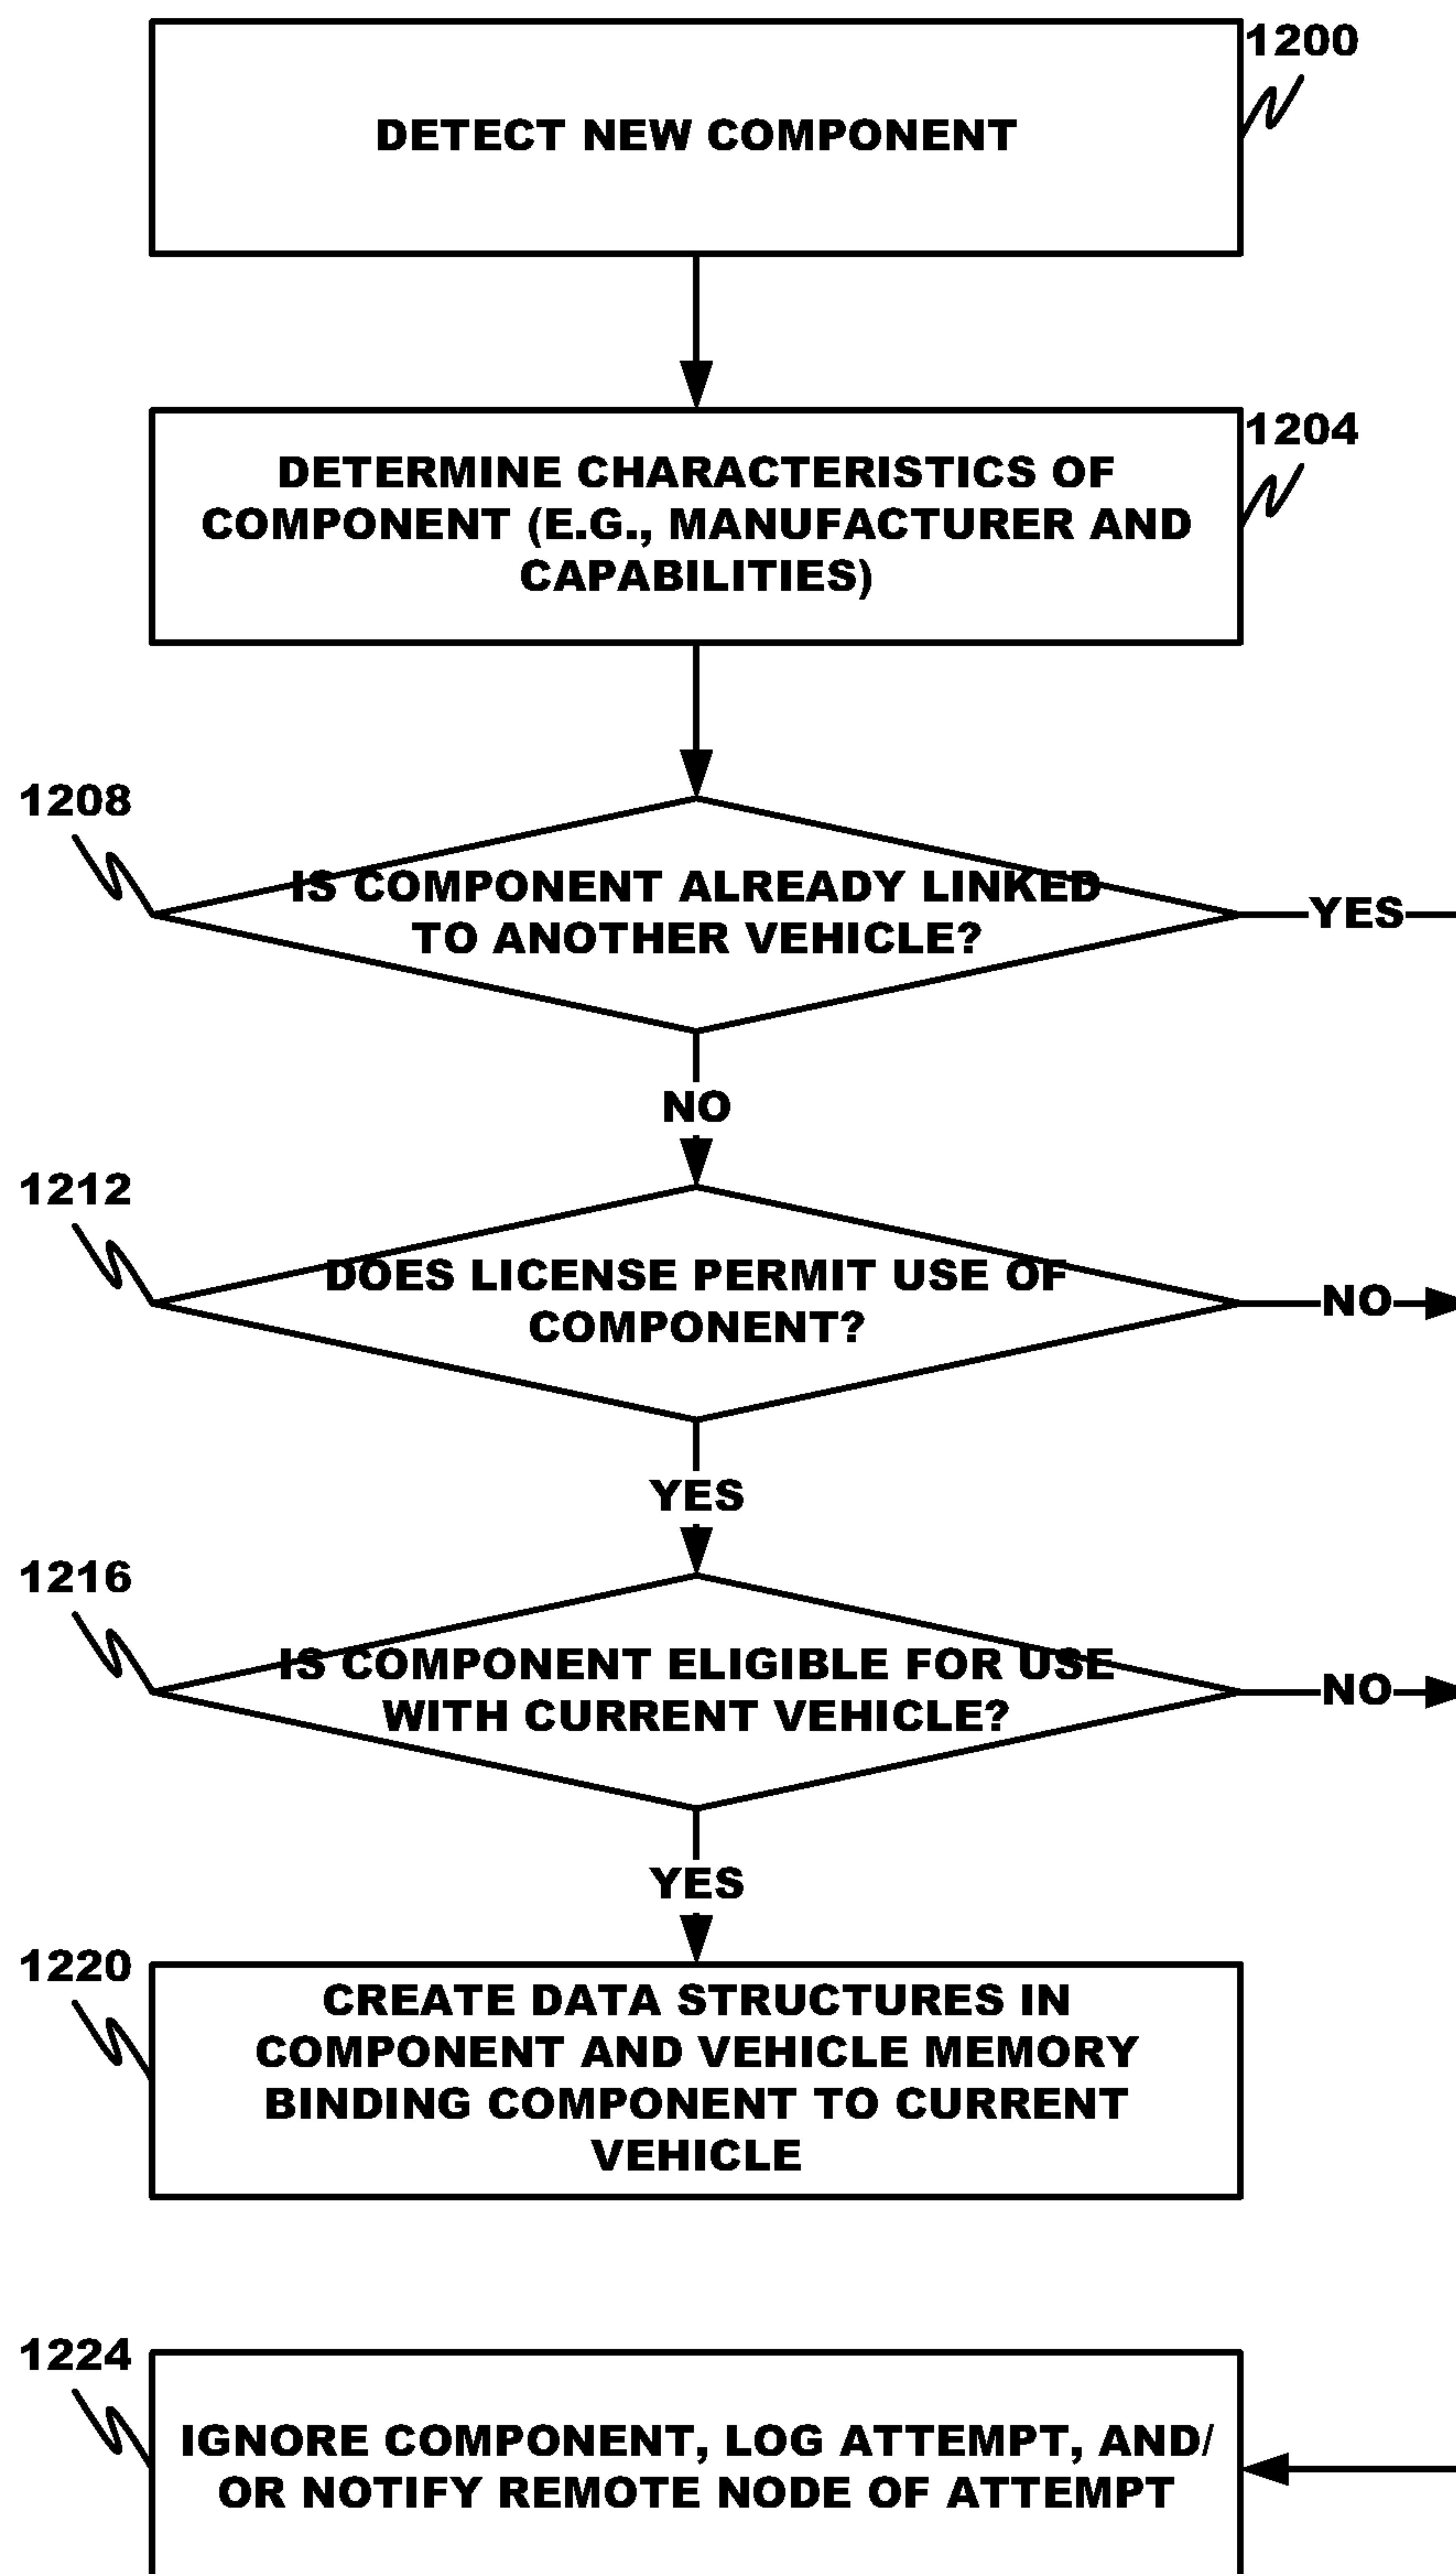 1200
DETECT NEW COMPONENT
1204
DETERMINE CHARACTERISTICS OF
COMPONENT (E.G., MANUFACTURER AND
CAPABILITIES)
1208
IS COMPONENT ALREADY LINKED
TO ANOTHER VEHICLE?
YES
NO
1212
DOES LICENSE PERMIT USE OF
COMPONENT?
NO
YES
1216
IS COMPONENT ELIGIBLE FOR USE
WITH CURRENT VEHICLE?
NO
YES
1220
CREATE DATA STRUCTURES IN
COMPONENT AND VEHICLE MEMORY
BINDING COMPONENT TO CURRENT
VEHICLE
1224
IGNORE COMPONENT, LOG ATTEMPT, AND/
OR NOTIFY REMOTE NODE OF ATTEMPT